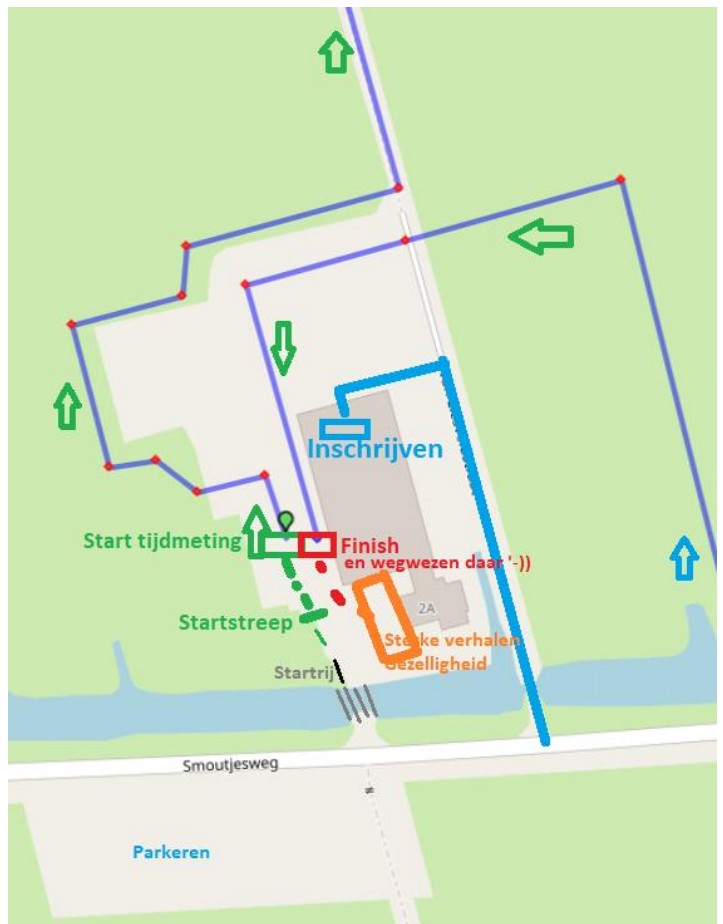 Inschrijven
Start tijdmeting
Finish
en wegwezen daar '-))
2A
Startstreep
Sterke verhalen
Gezelligheid
Startrij
Smoutjesweg
Parkeren